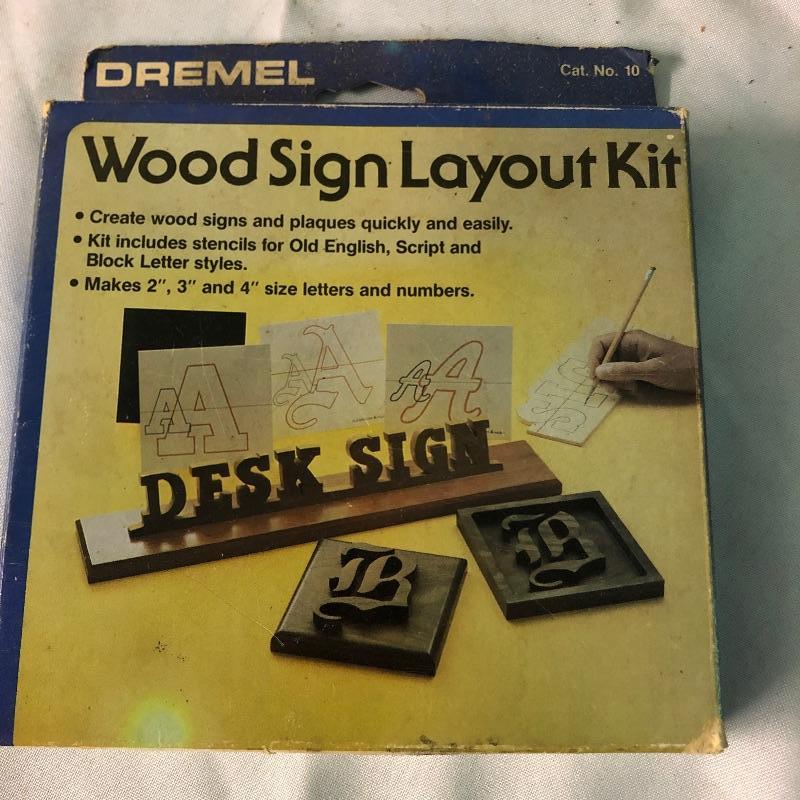 DREMEL
Cat. No. 10
Wood Sign Layout Kit
• Create wood signs and plaques quickly and easily.
• Kit includes stencils for Old English, Script and
Block Letter styles.
• Makes 2", 3" and 4" size letters and numbers.
A A
A A
A A
DESK SIGN
B
B